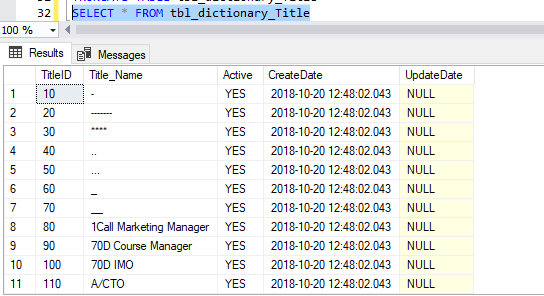 TRUNCATE TABLE tbl_dictionary_Title
32 SELECT * FROM tbl_dictionary_Title
100 %
Results Messages
TitleID Title_Name Active CreateDate UpdateDate
1 10 - YES 2018-10-20 12:48:02.043 NULL
2 20 ------- YES 2018-10-20 12:48:02.043 NULL
3 30 **** YES 2018-10-20 12:48:02.043 NULL
4 40 .. YES 2018-10-20 12:48:02.043 NULL
5 50 ... YES 2018-10-20 12:48:02.043 NULL
6 60 _ YES 2018-10-20 12:48:02.043 NULL
7 70 __ YES 2018-10-20 12:48:02.043 NULL
8 80 1Call Marketing Manager YES 2018-10-20 12:48:02.043 NULL
9 90 70D Course Manager YES 2018-10-20 12:48:02.043 NULL
10 100 70D IMO YES 2018-10-20 12:48:02.043 NULL
11 110 A/CTO YES 2018-10-20 12:48:02.043 NULL